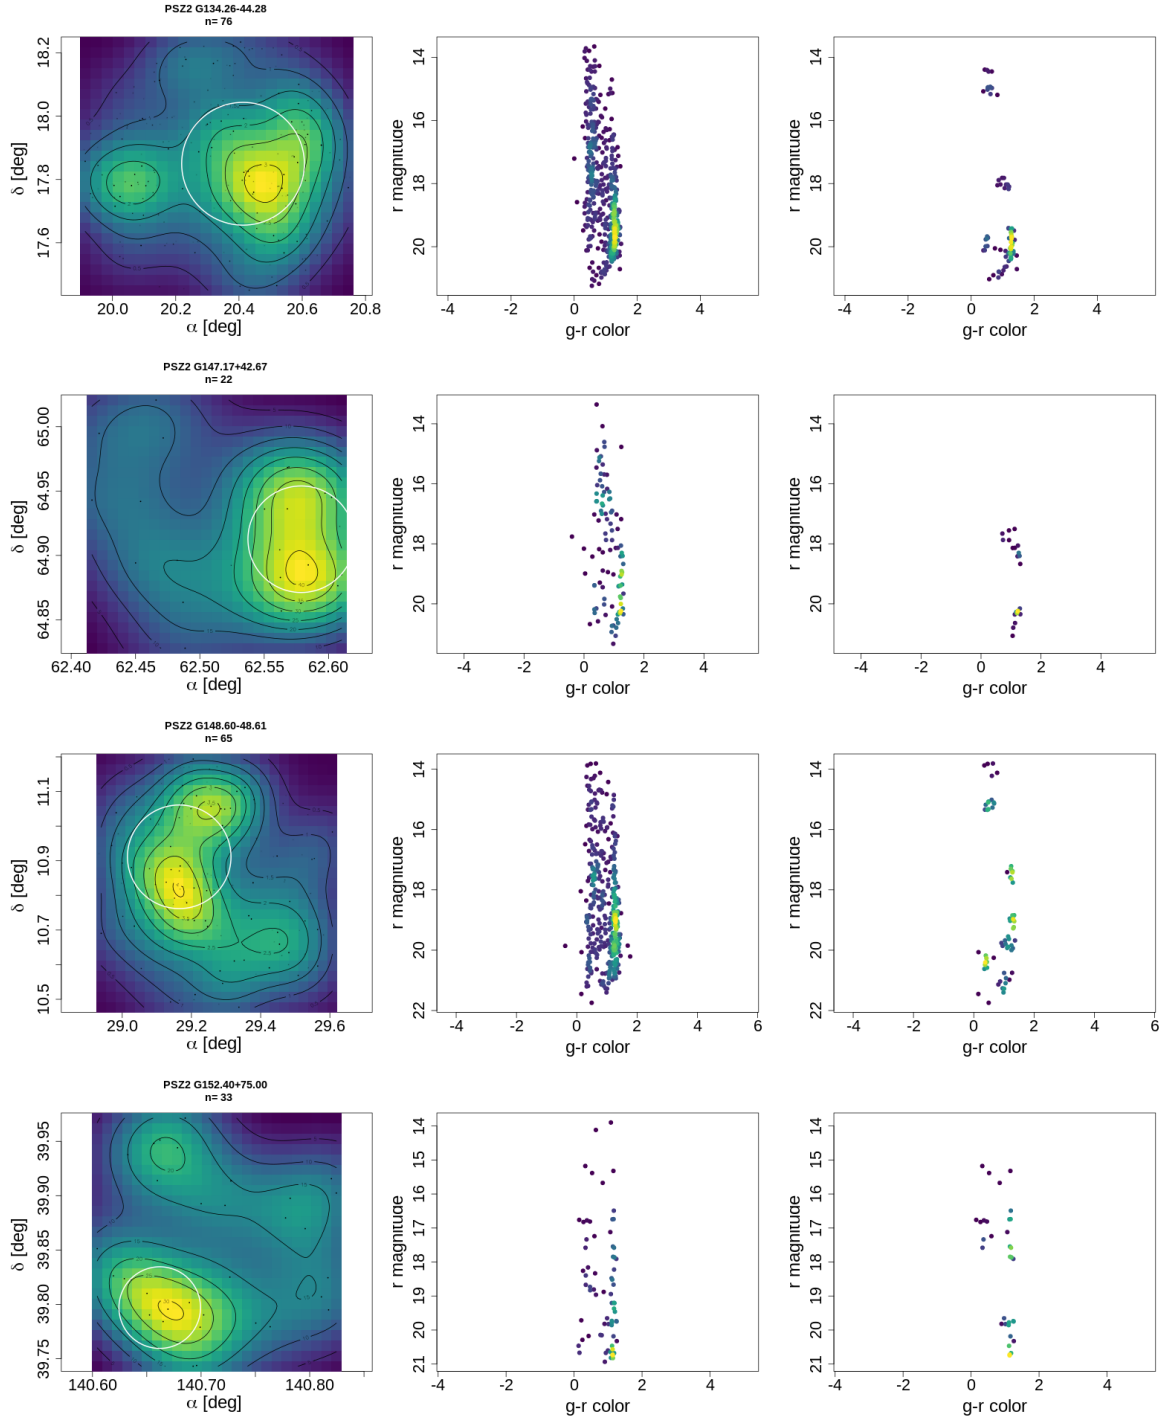 PSZ2 G134.26-44.28
n= 76
18.2
18.0
17.8
17.6
δ [deg]
20.0 20.2 20.4 20.6 20.8
α [deg]
14
16
18
20
r magnitude
-4 -2 0 2 4
g-r color
14
16
18
20
r magnitude
-4 -2 0 2 4
g-r color
PSZ2 G147.17+42.67
n= 22
65.00
64.95
64.90
64.85
δ [deg]
62.40 62.45 62.50 62.55 62.60
α [deg]
14
16
18
20
r magnitude
-4 -2 0 2 4
g-r color
14
16
18
20
r magnitude
-4 -2 0 2 4
g-r color
PSZ2 G148.60-48.61
n= 65
11.1
10.9
10.7
10.5
δ [deg]
29.0 29.2 29.4 29.6
α [deg]
14
16
18
20
22
r magnitude
-4 -2 0 2 4 6
g-r color
14
16
18
20
22
r magnitude
-4 -2 0 2 4 6
g-r color
PSZ2 G152.40+75.00
n= 33
39.95
39.90
39.85
39.80
39.75
δ [deg]
140.60 140.70 140.80
α [deg]
14
15
16
17
18
19
20
21
r magnitude
-4 -2 0 2 4
g-r color
14
15
16
17
18
19
20
21
r magnitude
-4 -2 0 2 4
g-r color